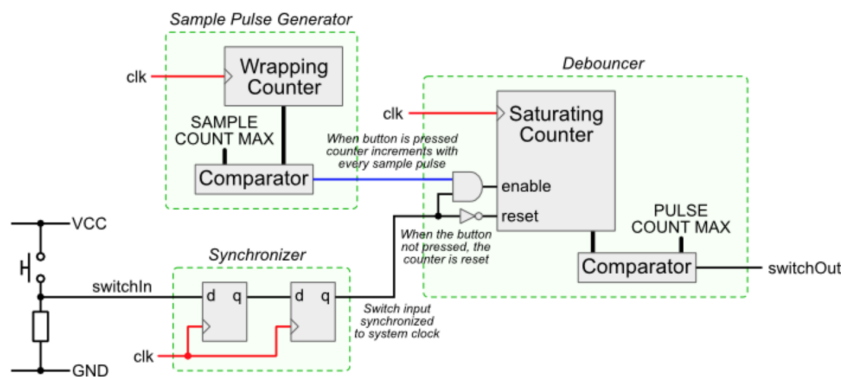 Sample Pulse Generator
clk
Wrapping
Counter
SAMPLE
COUNT MAX
Comparator
When button is pressed
counter increments with
every sample pulse
Debouncer
clk
Saturating
Counter
enable
reset
When the button
not pressed, the
counter is reset
PULSE
COUNT MAX
Comparator
switchOut
VCC
switchIn
GND
Synchronizer
d q
d q
clk
Switch input
synchronized
to system clock